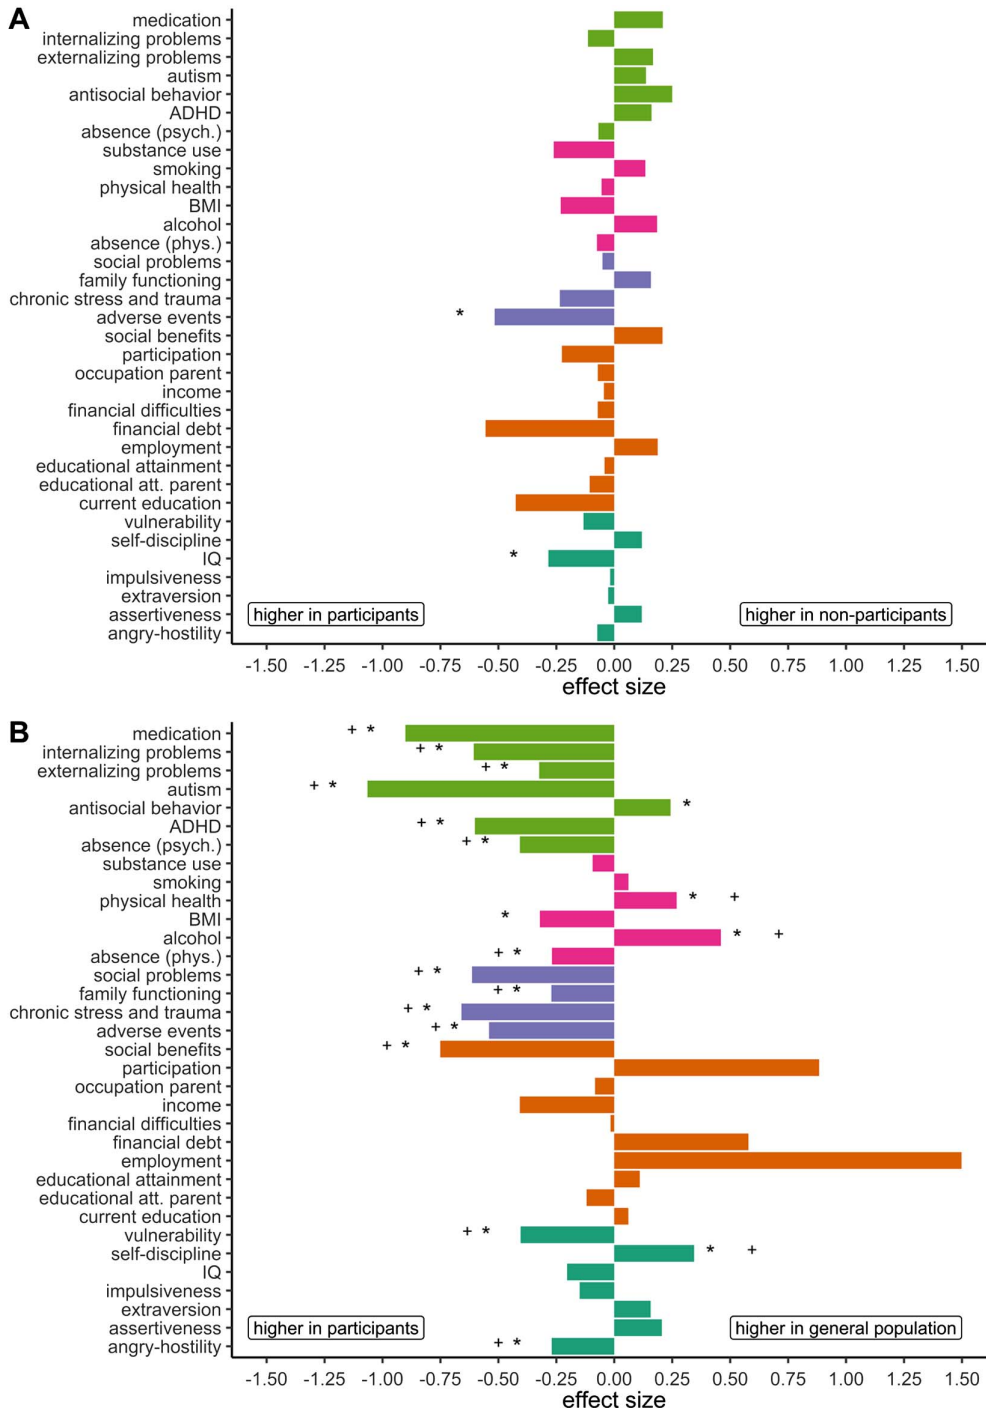 A
medication
internalizing problems
externalizing problems
autism
antisocial behavior
ADHD
absence (psych.)
substance use
smoking
physical health
BMI
alcohol
absence (phys.)
social problems
family functioning
chronic stress and trauma
adverse events *
social benefits
participation
occupation parent
income
financial difficulties
financial debt
employment
educational attainment
educational att. parent
current education
vulnerability
self-discipline
IQ *
impulsiveness
extraversion
assertiveness higher in participants higher in non-participants
angry-hostility
-1.50 -1.25 -1.00 -0.75 -0.50 -0.25 0.00 0.25 0.50 0.75 1.00 1.25 1.50
effect size
B
medication + *
internalizing problems + *
externalizing problems + *
autism + *
antisocial behavior *
ADHD + *
absence (psych.) + *
substance use
smoking
physical health * +
BMI *
alcohol * +
absence (phys.) + *
social problems + *
family functioning + *
chronic stress and trauma + *
adverse events + *
social benefits + *
participation
occupation parent
income
financial difficulties
financial debt
employment
educational attainment
educational att. parent
current education
vulnerability + *
self-discipline * +
IQ
impulsiveness
extraversion
assertiveness higher in participants higher in general population
angry-hostility + *
-1.50 -1.25 -1.00 -0.75 -0.50 -0.25 0.00 0.25 0.50 0.75 1.00 1.25 1.50
effect size